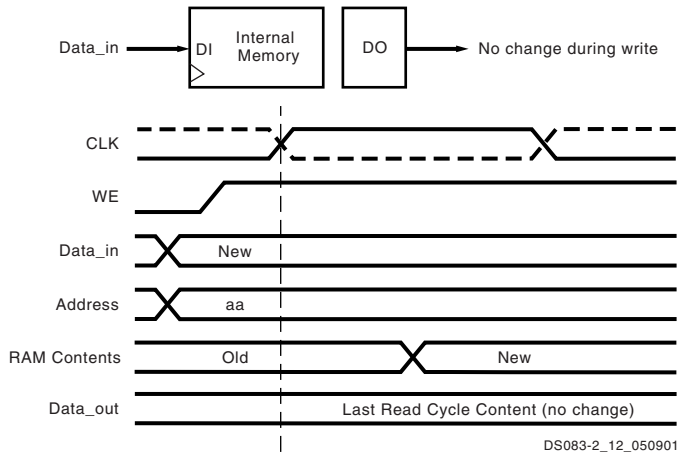 Data_in DI Internal Memory DO No change during write
CLK
WE
Data_in New
Address aa
RAM Contents Old New
Data_out Last Read Cycle Content (no change)
DS083-2_12_050901